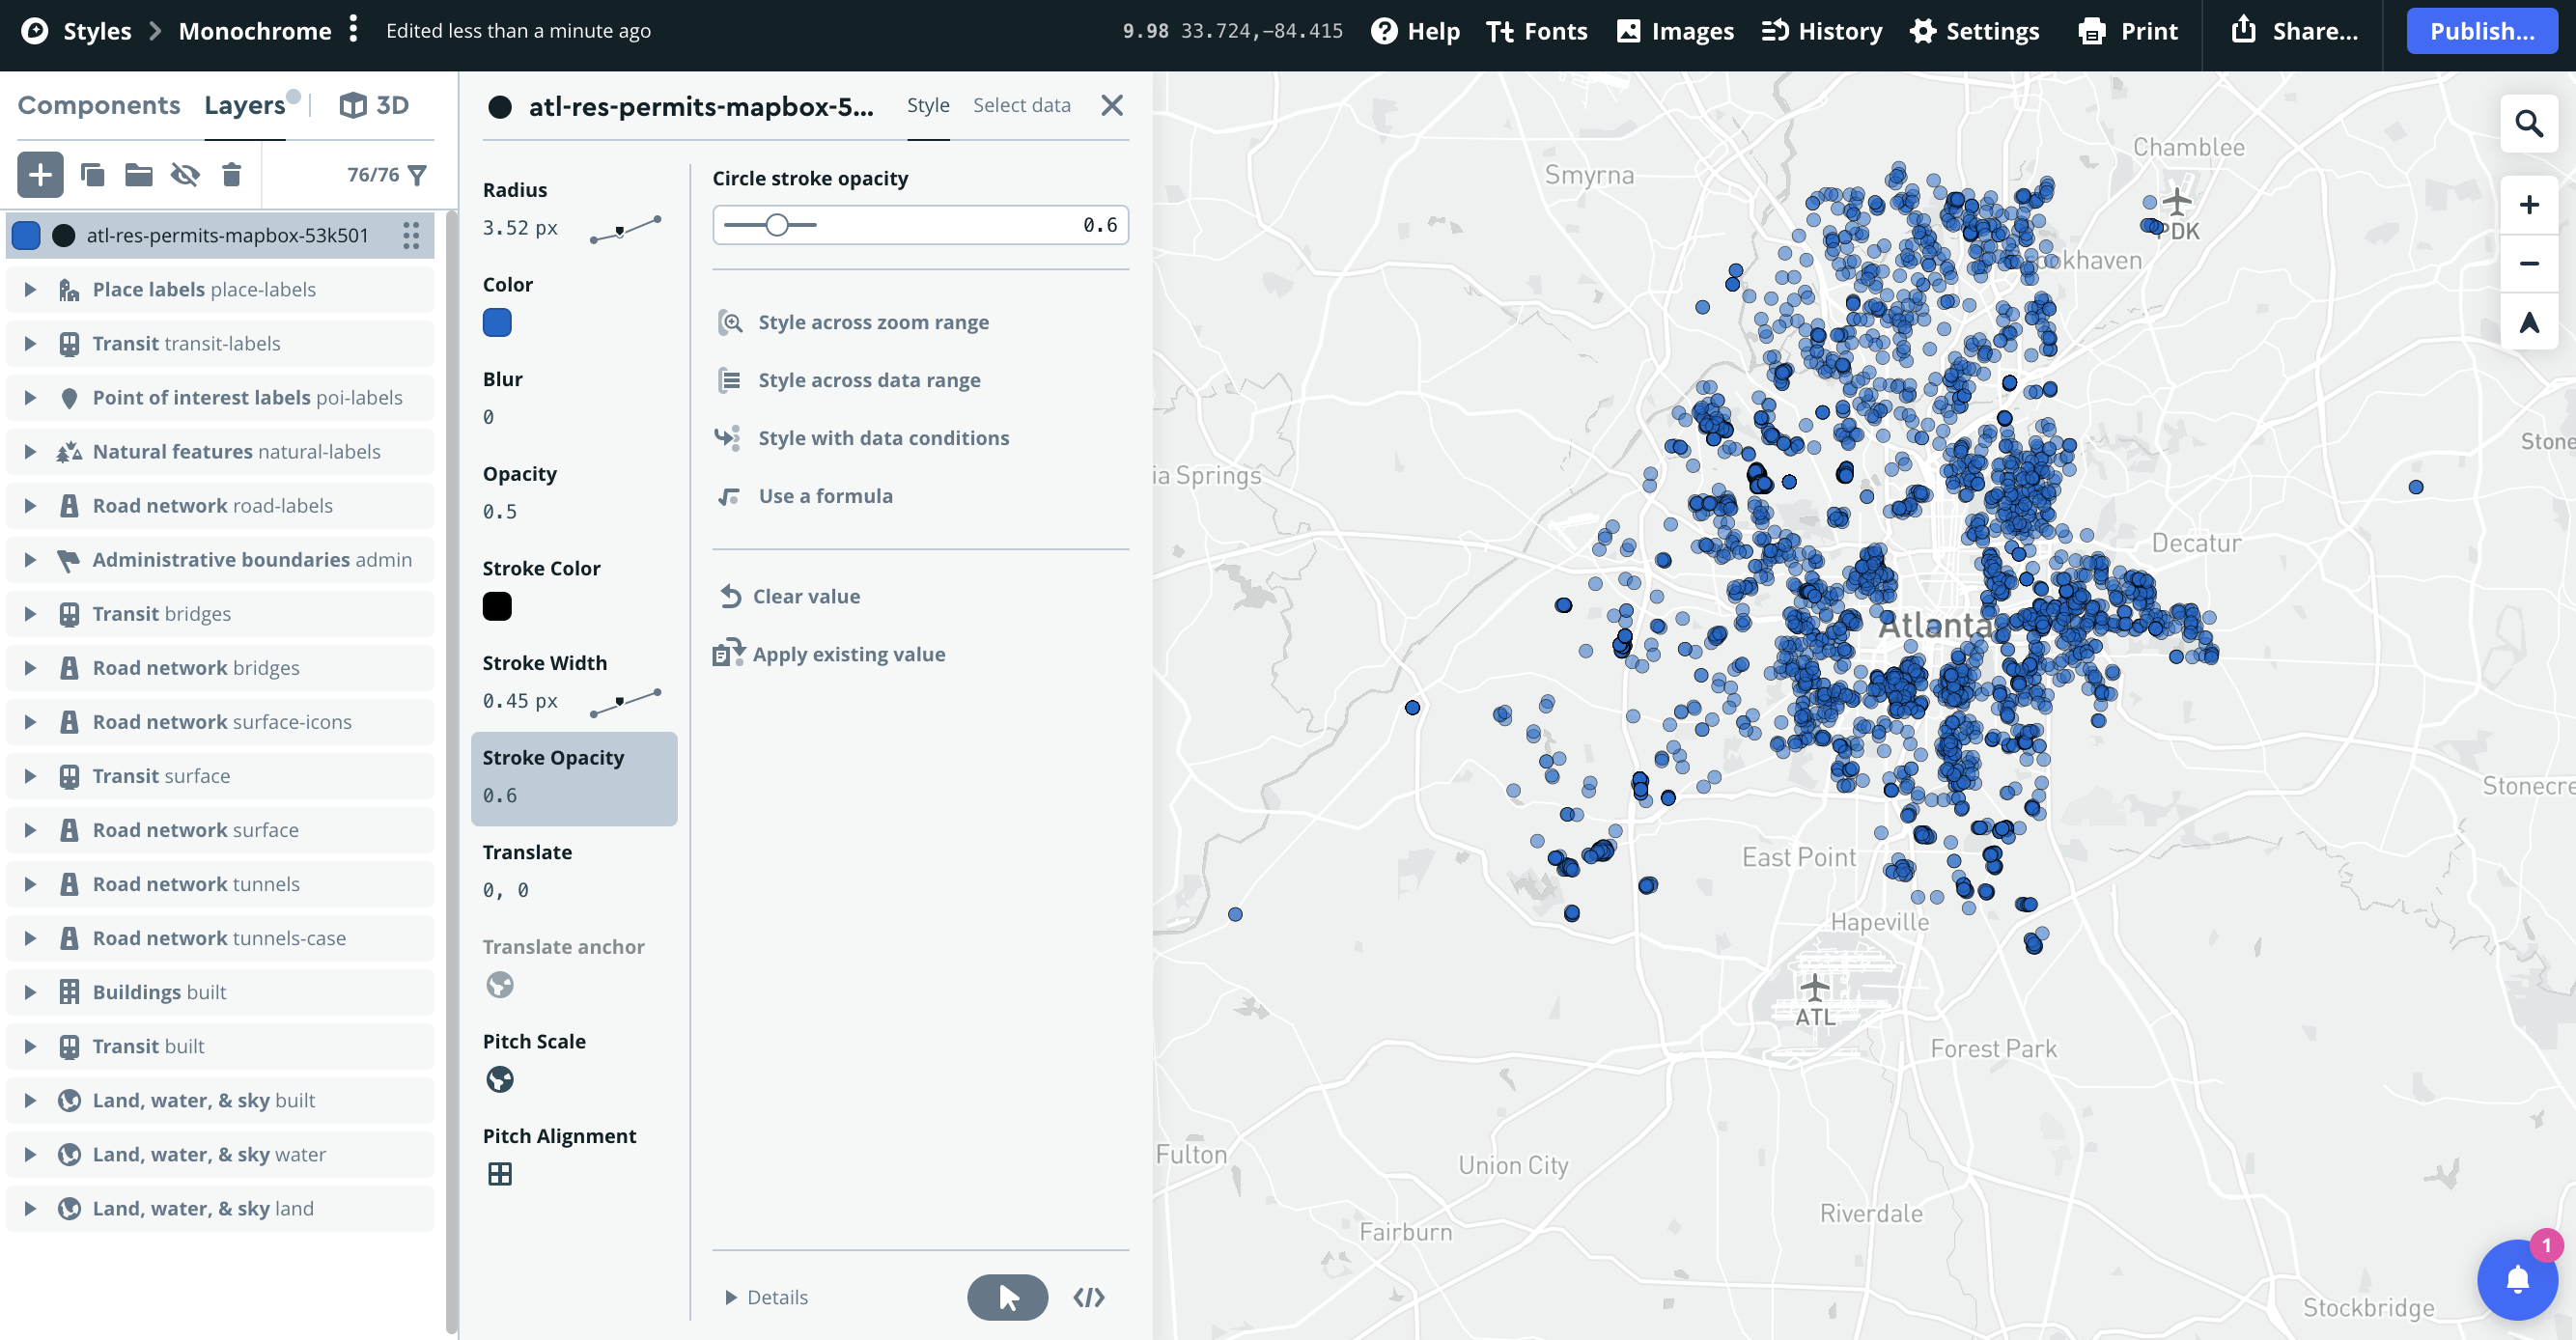 Styles Monochrome Edited less than a minute ago 9.98 33.724,−84.415 Help Fonts Images History Settings Print Share... Publish...
Components Layers 3D
76/76
atl-res-permits-mapbox-53k501
Place labels place-labels
Transit transit-labels
Point of interest labels poi-labels
Natural features natural-labels
Road network road-labels
Administrative boundaries admin
Transit bridges
Road network bridges
Road network surface-icons
Transit surface
Road network surface
Road network tunnels
Road network tunnels-case
Buildings built
Transit built
Land, water, & sky built
Land, water, & sky water
Land, water, & sky land
atl-res-permits-mapbox-5... Style Select data
Radius
3.52 px
Color
Blur
0
Opacity
0.5
Stroke Color
Stroke Width
0.45 px
Stroke Opacity
0.6
Translate
0, 0
Translate anchor
Pitch Scale
Pitch Alignment
Circle stroke opacity
0.6
Style across zoom range
Style across data range
Style with data conditions
Use a formula
Clear value
Apply existing value
Details
Chamblee
Smyrna
PDK
okhaven
Stone
ia Springs
Decatur
Atlanta
Stonecre
East Point
Hapeville
ATL
Forest Park
Fulton
Union City
Riverdale
Fairburn
1
Stockbridge